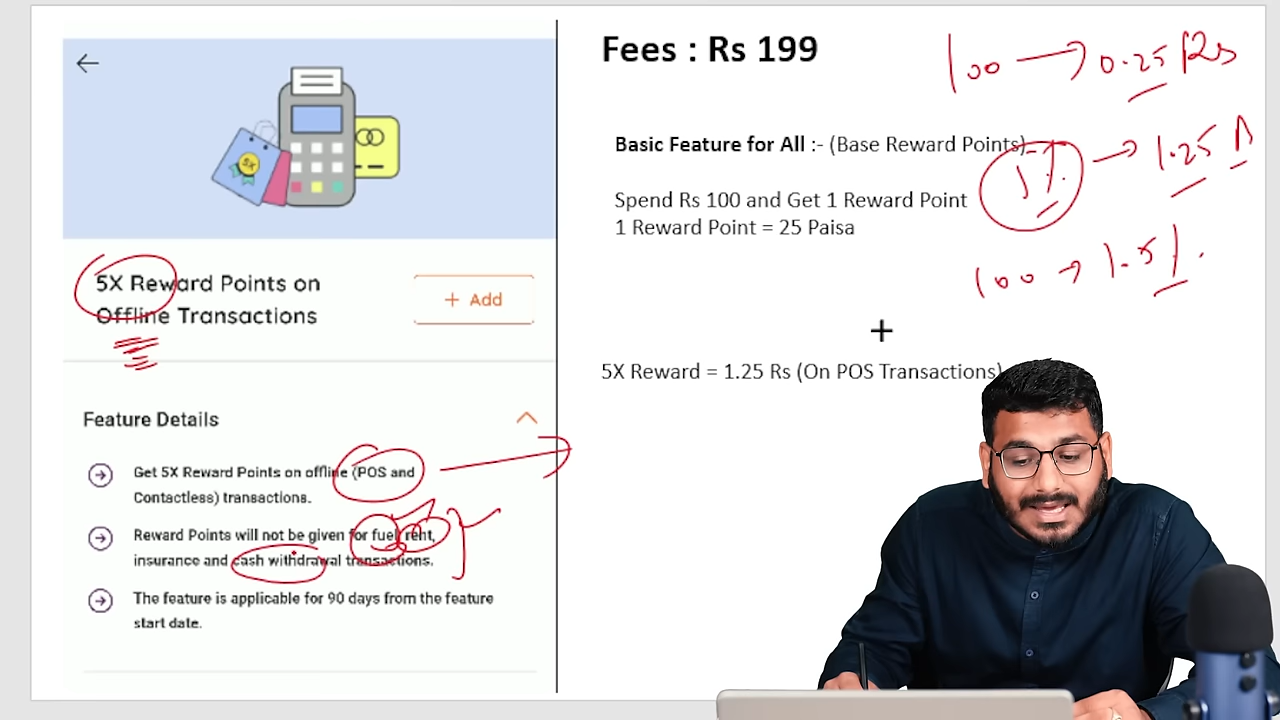 5X
5X Reward Points on
Offline Transactions
+ Add
Feature Details
Get 5X Reward Points on offline (POS and
Contactless) transactions.
Reward Points will not be given for fuel, rent,
insurance and cash withdrawal transactions.
The feature is applicable for 90 days from the feature
start date.
Fees : Rs 199
Basic Feature for All :- (Base Reward Points)
Spend Rs 100 and Get 1 Reward Point
1 Reward Point = 25 Paisa
+
5X Reward = 1.25 Rs (On POS Transactions)
100 → 0.25 Rs
→ 1.25
100 → 1.5%